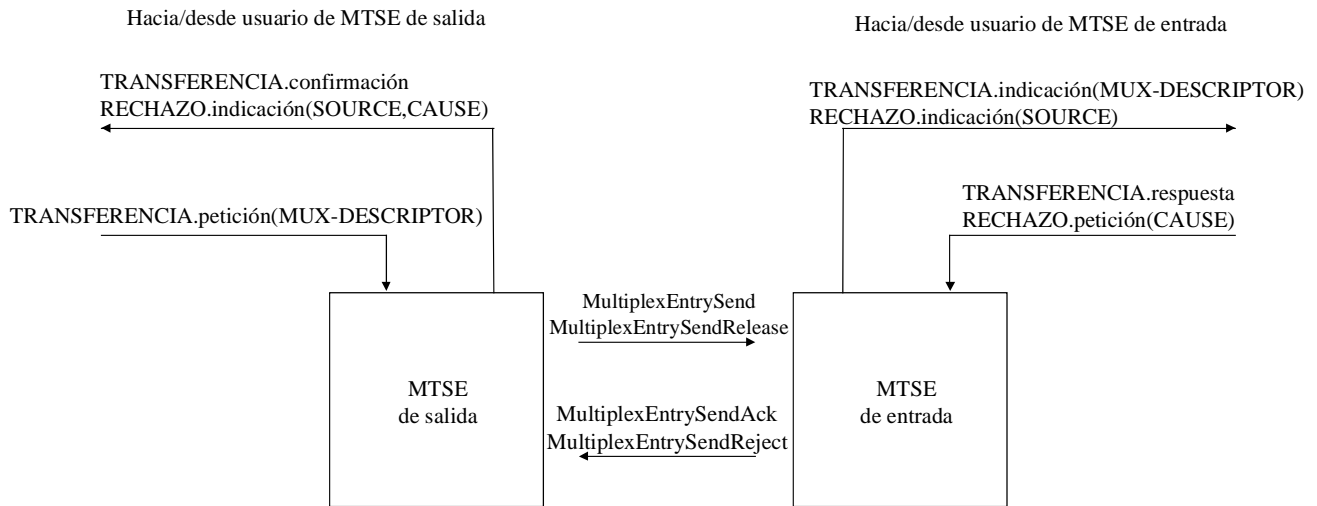 Hacia/desde usuario de MTSE de salida
Hacia/desde usuario de MTSE de entrada
TRANSFERENCIA.confirmación
RECHAZO.indicación(SOURCE,CAUSE)
TRANSFERENCIA.indicación(MUX-DESCRIPTOR)
RECHAZO.indicación(SOURCE)
TRANSFERENCIA.petición(MUX-DESCRIPTOR)
TRANSFERENCIA.respuesta
RECHAZO.petición(CAUSE)
MultiplexEntrySend
MultiplexEntrySendRelease
MTSE
de salida
MultiplexEntrySendAck
MultiplexEntrySendReject
MTSE
de entrada